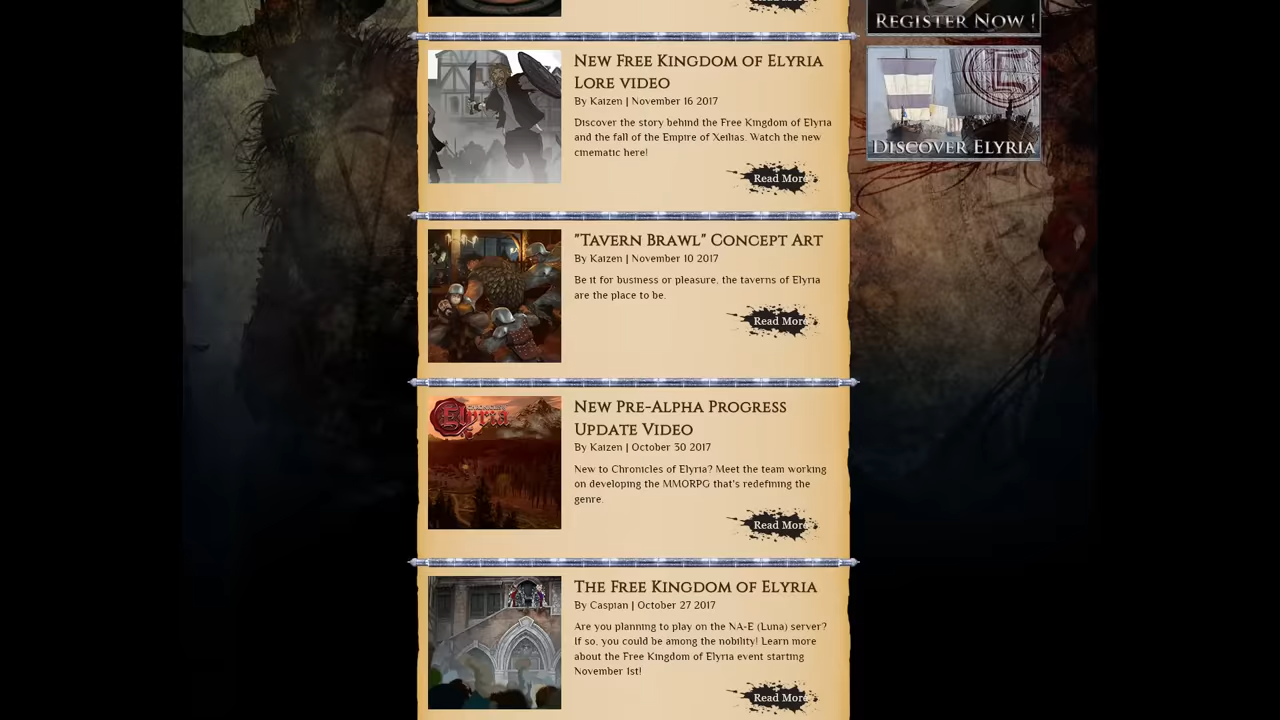 Read More
Register Now !
New Free Kingdom of Elyria
Lore video
By Kaizen | November 16 2017
Discover the story behind the Free Kingdom of Elyria
and the fall of the Empire of Xeilias. Watch the new
cinematic here!
Read More
Discover Elyria
"Tavern Brawl" Concept Art
By Kaizen | November 10 2017
Be it for business or pleasure, the taverns of Elyria
are the place to be.
Read More
Elyria
New Pre-Alpha Progress
Update Video
By Kaizen | October 30 2017
New to Chronicles of Elyria? Meet the team working
on developing the MMORPG that's redefining the
genre.
Read More
The Free Kingdom of Elyria
By Caspian | October 27 2017
Are you planning to play on the NA-E (Luna) server?
If so, you could be among the nobility! Learn more
about the Free Kingdom of Elyria event starting
November 1st!
Read More